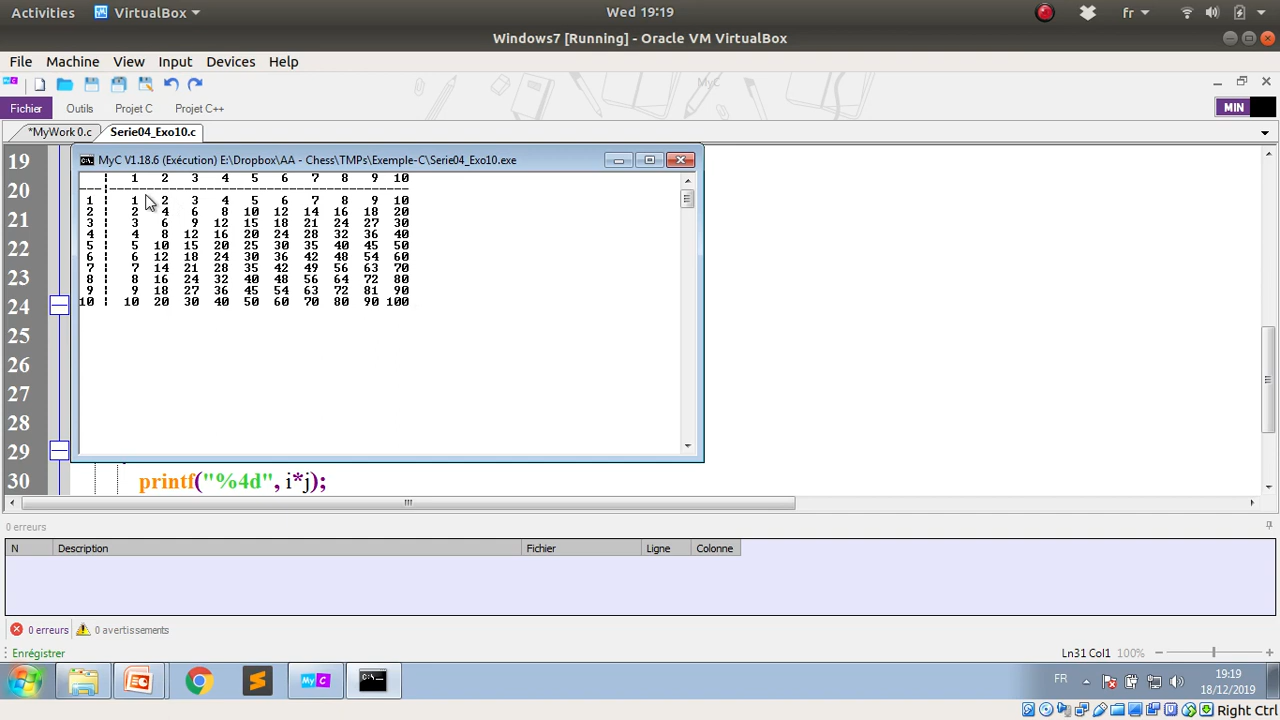 Activities VirtualBox Wed 19:19 fr
Windows7 [Running] - Oracle VM VirtualBox
File Machine View Input Devices Help
MyC
MyC
Fichier Outils Projet C Projet C++ MIN
*MyWork 0.c Serie04_Exo10.c
19
MyC V1.18.6 (Exécution) E:\Dropbox\AA - Chess\TMPs\Exemple-C\Serie04_Exo10.exe
¦ 1 2 3 4 5 6 7 8 9 10
---¦------------------------------
1 ¦ 1 2 3 4 5 6 7 8 9 10
2 ¦ 2 4 6 8 10 12 14 16 18 20
3 ¦ 3 6 9 12 15 18 21 24 27 30
4 ¦ 4 8 12 16 20 24 28 32 36 40
5 ¦ 5 10 15 20 25 30 35 40 45 50
6 ¦ 6 12 18 24 30 36 42 48 54 60
7 ¦ 7 14 21 28 35 42 49 56 63 70
8 ¦ 8 16 24 32 40 48 56 64 72 80
9 ¦ 9 18 27 36 45 54 63 72 81 90
10 ¦ 10 20 30 40 50 60 70 80 90 100
20
21
22
23
24
25
26
27
28
29
30 printf("%4d", i*j);
0 erreurs
N Description Fichier Ligne Colonne
0 erreurs 0 avertissements
Enrégistrer Ln31 Col1 100%
MyC C:\. FR 19:19
18/12/2019
Right Ctrl